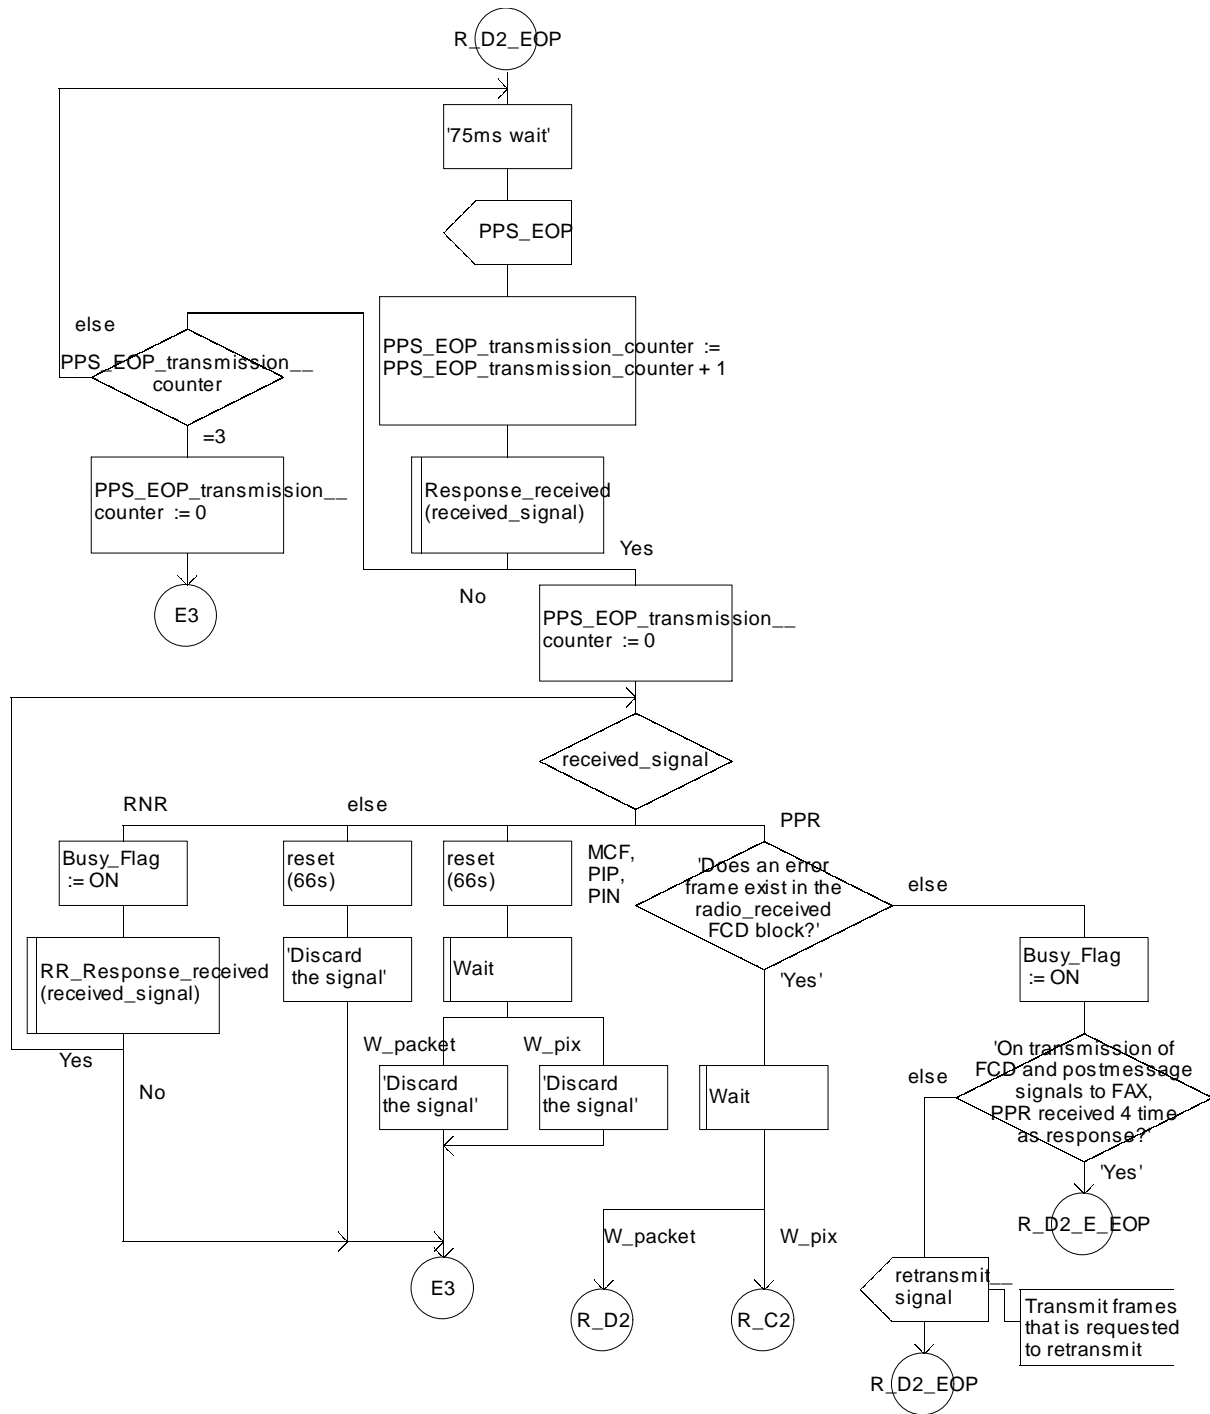 R_D2_EOP
'75ms wait'
PPS_EOP
else
PPS_EOP_transmission__
counter
PPS_EOP_transmission_counter :=
PPS_EOP_transmission_counter + 1
=3
PPS_EOP_transmission__
counter := 0
Response_received
(received_signal)
Yes
No
E3
PPS_EOP_transmission__
counter := 0
received_signal
RNR
else
PPR
Busy_Flag
:= ON
reset
(66s)
reset
(66s)
MCF,
PIP,
PIN
'Does an error
frame exist in the
radio_received
FCD block?'
else
RR_Response_received
(received_signal)
'Discard
the signal'
Wait
'Yes'
Busy_Flag
:= ON
Yes
No
W_packet
W_pix
'Discard
the signal'
'Discard
the signal'
Wait
else
'On transmission of
FCD and postmessage
signals to FAX,
PPR received 4 time
as response?'
'Yes'
R_D2_E_EOP
W_packet
W_pix
E3
R_D2
R_C2
retransmit__
signal
Transmit frames
that is requested
to retransmit
R_D2_EOP